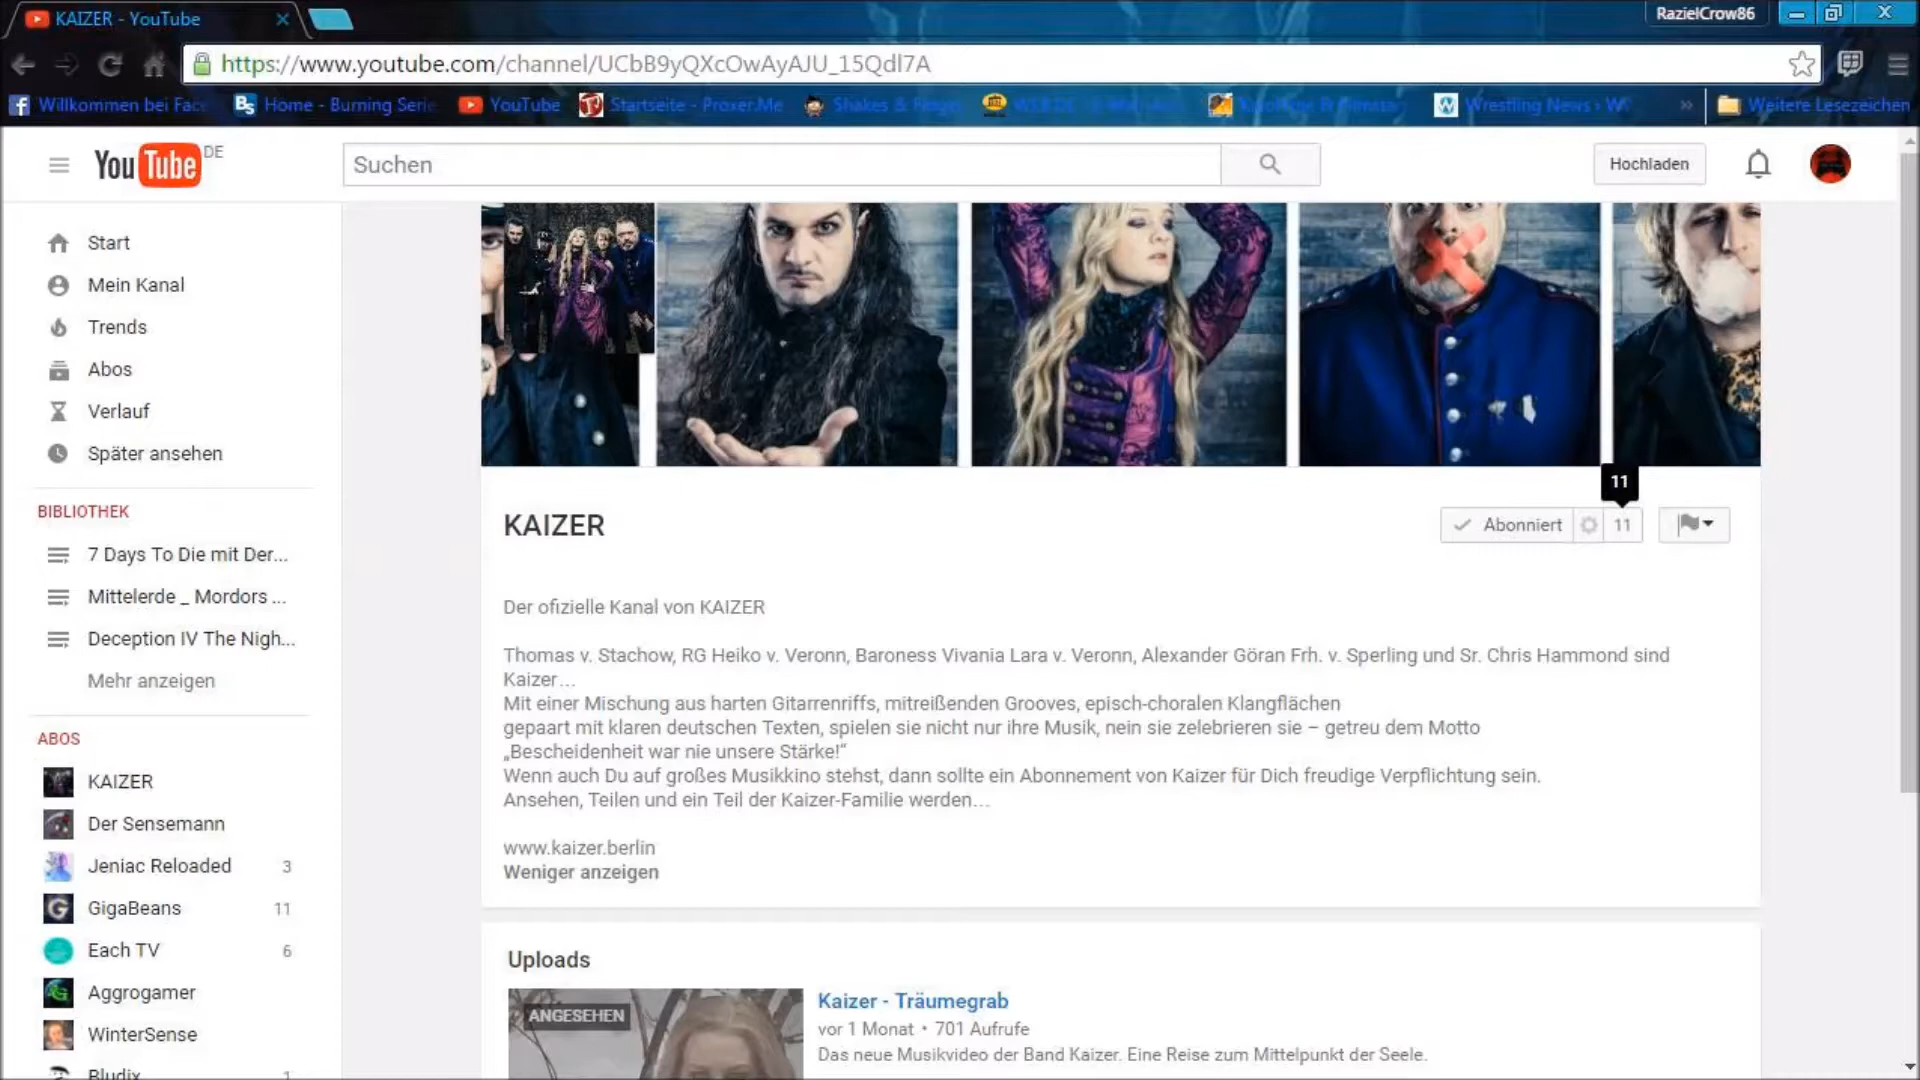 KAIZER - YouTube
RazielCrow86
https://www.youtube.com/channel/UCbB9yQXcOwAyAJU_15Qdl7A
Willkommen bei Face
Home - Burning Serie
YouTube
Startseite - Proxer.Me
Shakes &
Wrestling News › W
»
Weitere Lesezeichen
YouTube DE
Suchen
Hochladen
Start
Mein Kanal
Trends
Abos
Verlauf
Später ansehen
BIBLIOTHEK
7 Days To Die mit Der...
Mittelerde _ Mordors ...
Deception IV The Nigh...
Mehr anzeigen
ABOS
KAIZER
Der Sensemann
Jeniac Reloaded 3
GigaBeans 11
Each TV 6
Aggrogamer
WinterSense
Bludix 1
11
KAIZER
Abonniert 11
Der ofizielle Kanal von KAIZER
Thomas v. Stachow, RG Heiko v. Veronn, Baroness Vivania Lara v. Veronn, Alexander Göran Frh. v. Sperling und Sr. Chris Hammond sind
Kaizer…
Mit einer Mischung aus harten Gitarrenriffs, mitreißenden Grooves, episch-choralen Klangflächen
gepaart mit klaren deutschen Texten, spielen sie nicht nur ihre Musik, nein sie zelebrieren sie – getreu dem Motto
„Bescheidenheit war nie unsere Stärke!“
Wenn auch Du auf großes Musikkino stehst, dann sollte ein Abonnement von Kaizer für Dich freudige Verpflichtung sein.
Ansehen, Teilen und ein Teil der Kaizer-Familie werden…
www.kaizer.berlin
Weniger anzeigen
Uploads
ANGESEHEN
Kaizer - Träumegrab
vor 1 Monat • 701 Aufrufe
Das neue Musikvideo der Band Kaizer. Eine Reise zum Mittelpunkt der Seele.